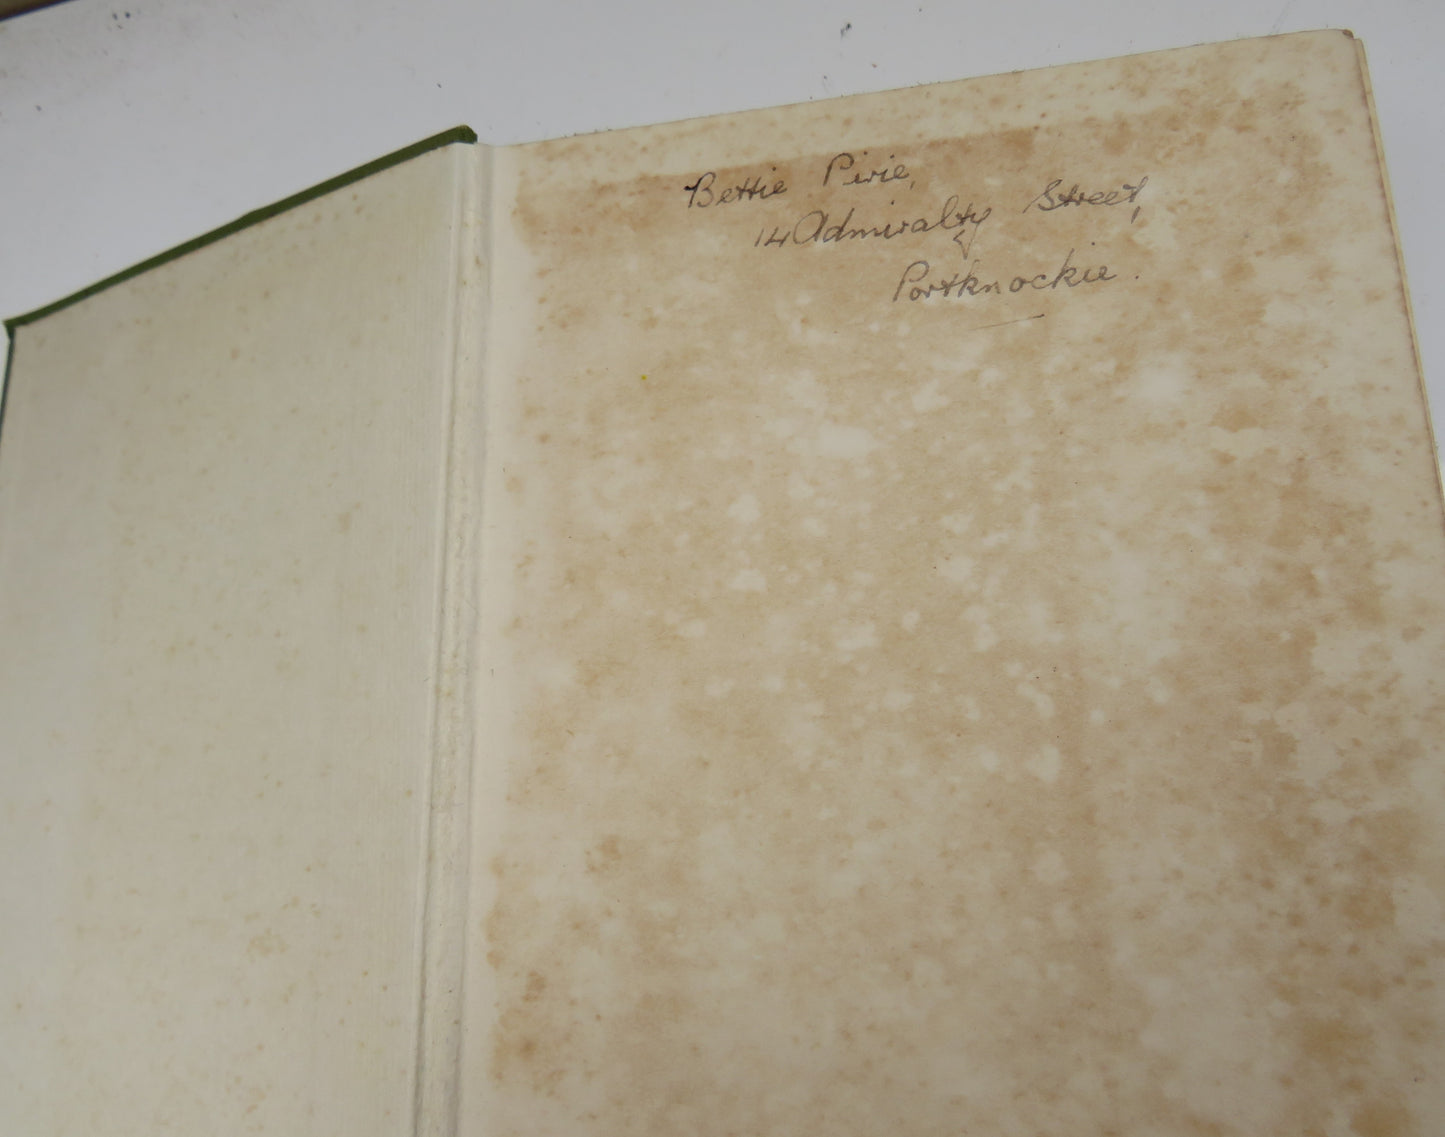 Bettie Pirie,
14 Admiralty Street,
Portknockie.